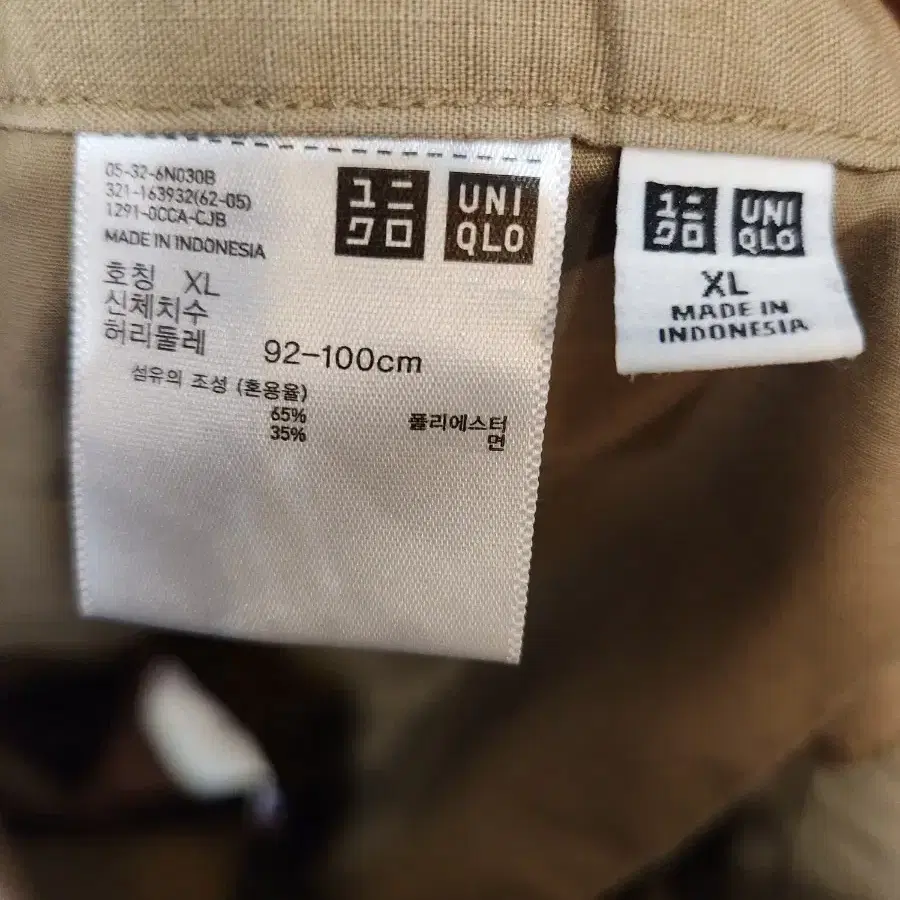 05-32-6N030B
321-163932(62-05)
1291-0CCA-CJB
MADE IN INDONESIA
ユニ
クロ
UNI
QLO
호칭 XL
신체치수
허리둘레 92-100cm
섬유의 조성 (혼용율)
65% 폴리에스터
35% 면
ユニ
クロ
UNI
QLO
XL
MADE IN
INDONESIA